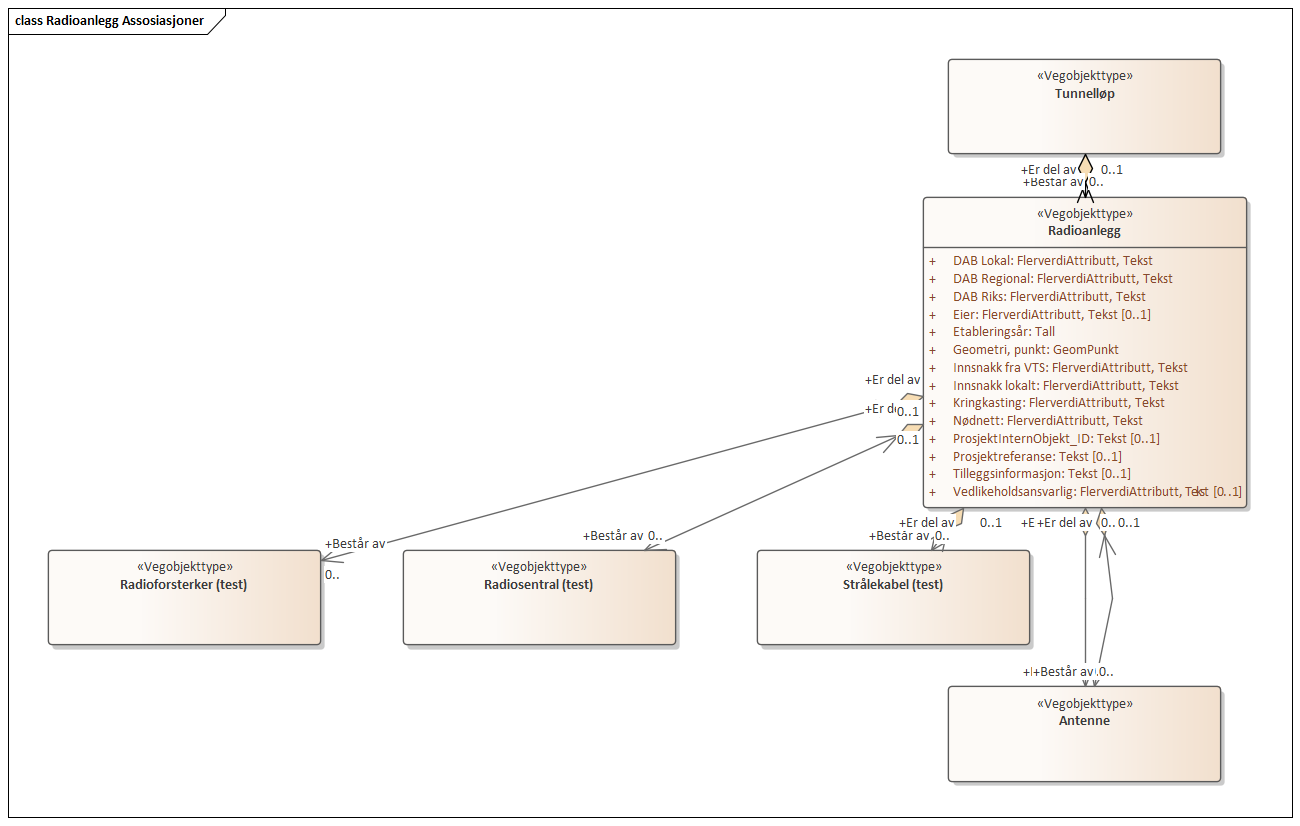 class Radioanlegg Assosiasjoner
«Vegobjekttype»
Tunnelløp
+Er del av 0..1
+Består av 0..
«Vegobjekttype»
Radioanlegg
+ DAB Lokal: FlerverdiAttributt, Tekst
+ DAB Regional: FlerverdiAttributt, Tekst
+ DAB Riks: FlerverdiAttributt, Tekst
+ Eier: FlerverdiAttributt, Tekst [0..1]
+ Etableringsår: Tall
+ Geometri, punkt: GeomPunkt
+ Innsnakk fra VTS: FlerverdiAttributt, Tekst
+ Innsnakk lokalt: FlerverdiAttributt, Tekst
+ Kringkasting: FlerverdiAttributt, Tekst
+ Nødnett: FlerverdiAttributt, Tekst
+ ProsjektInternObjekt_ID: Tekst [0..1]
+ Prosjektreferanse: Tekst [0..1]
+ Tilleggsinformasjon: Tekst [0..1]
+ Vedlikeholdsansvarlig: FlerverdiAttributt, Tekst [0..1]
+Er del av
+Er d 0..1
0..1
+Er del av 0..1
+Består av 0..
+E +Er del av 0.. 0..1
+Består av
0..
+Består av 0..
«Vegobjekttype»
Radioforsterker (test)
«Vegobjekttype»
Radiosentral (test)
«Vegobjekttype»
Strålekabel (test)
+Består av 0..
«Vegobjekttype»
Antenne